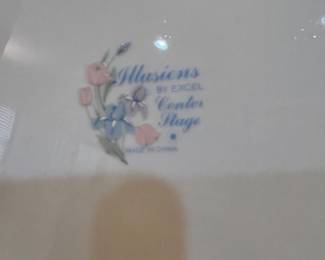 Illusions
BY EXCEL
Center
Stage
MADE IN CHINA